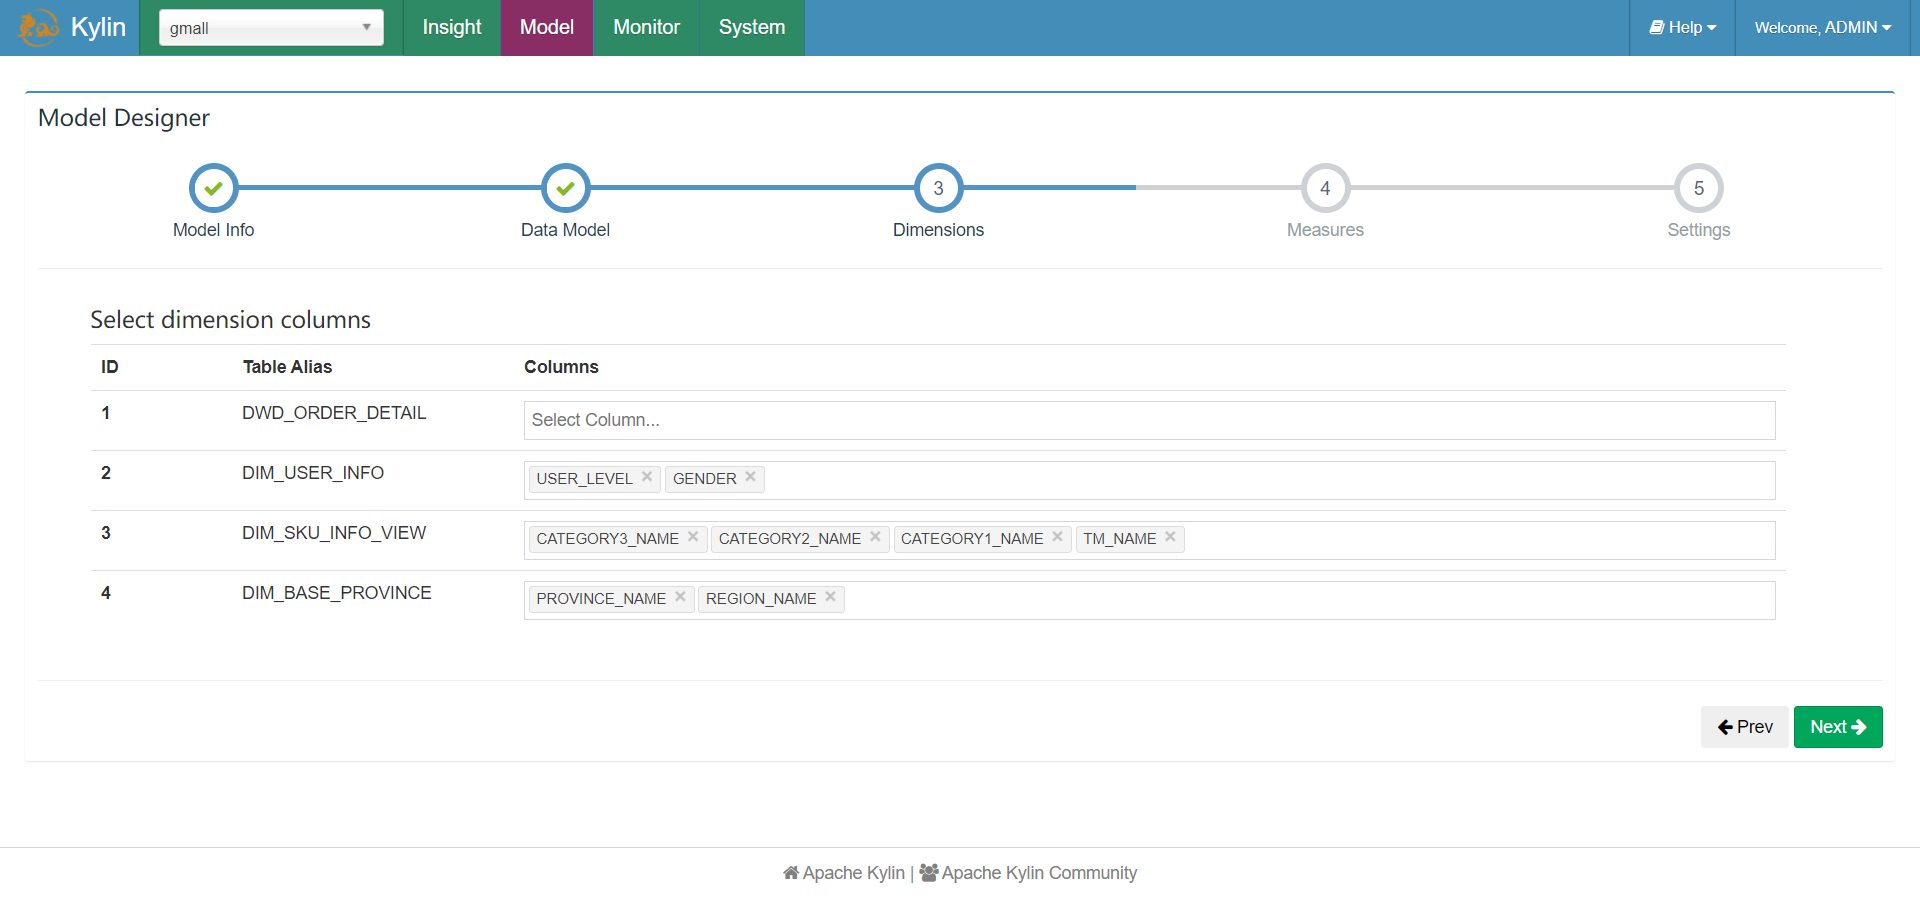 Kylin gmall Insight Model Monitor System Help Welcome, ADMIN
Model Designer
3 4 5
Model Info Data Model Dimensions Measures Settings
Select dimension columns
ID Table Alias Columns
1 DWD_ORDER_DETAIL Select Column...
2 DIM_USER_INFO USER_LEVEL × GENDER ×
3 DIM_SKU_INFO_VIEW CATEGORY3_NAME × CATEGORY2_NAME × CATEGORY1_NAME × TM_NAME ×
4 DIM_BASE_PROVINCE PROVINCE_NAME × REGION_NAME ×
Prev Next
Apache Kylin | Apache Kylin Community